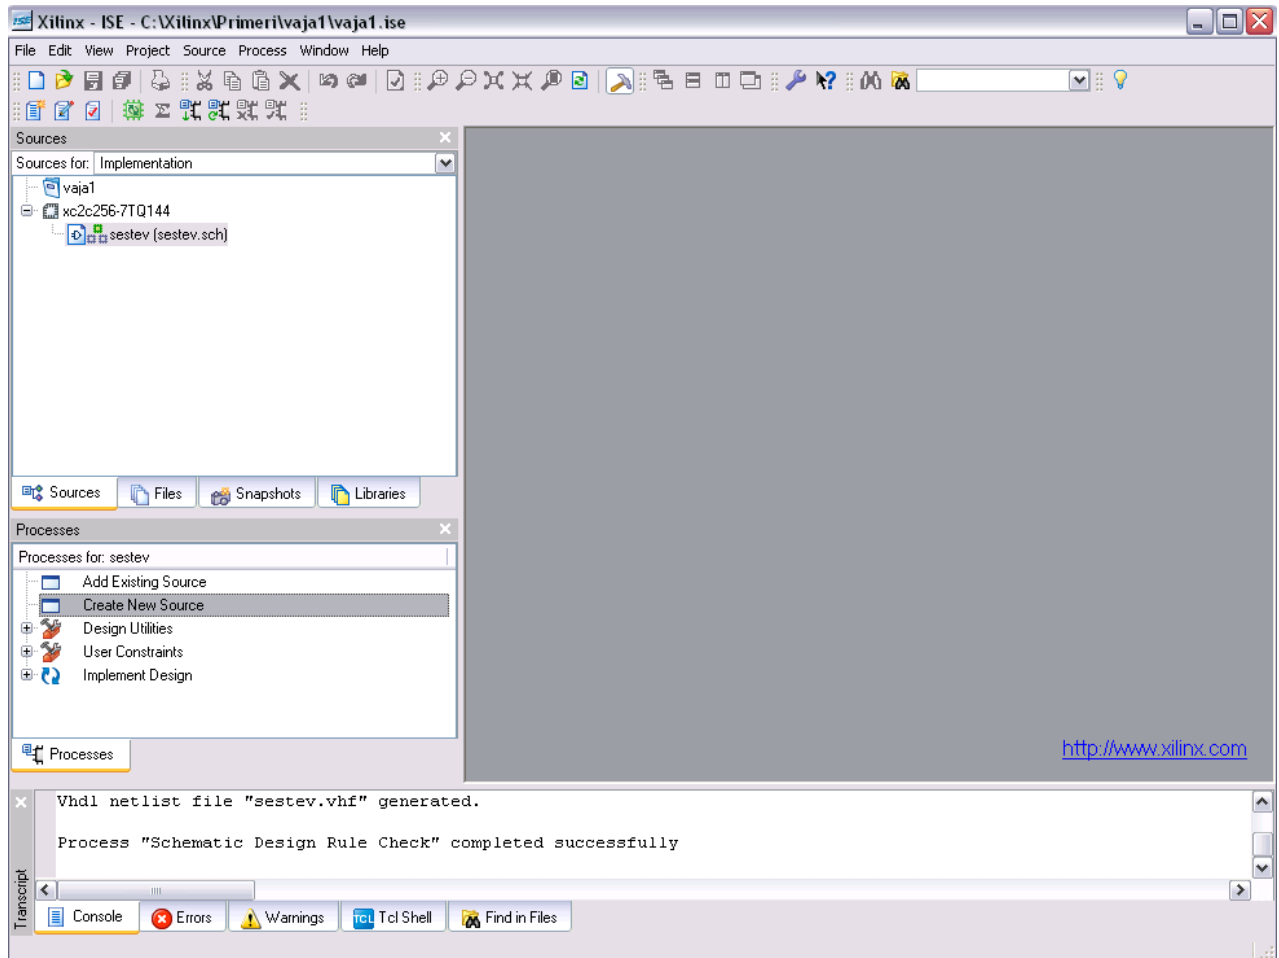 Xilinx - ISE - C:\Xilinx\Primeri\vaja1\vaja1.ise
File Edit View Project Source Process Window Help
Sources
Sources for: Implementation
vaja1
xc2c256-7TQ144
sestev (sestev.sch)
Sources Files Snapshots Libraries
Processes
Processes for: sestev
Add Existing Source
Create New Source
Design Utilities
User Constraints
Implement Design
Processes
http://www.xilinx.com
Vhdl netlist file "sestev.vhf" generated.
Process "Schematic Design Rule Check" completed successfully
Transcript
Console Errors Warnings TCL Tcl Shell Find in Files